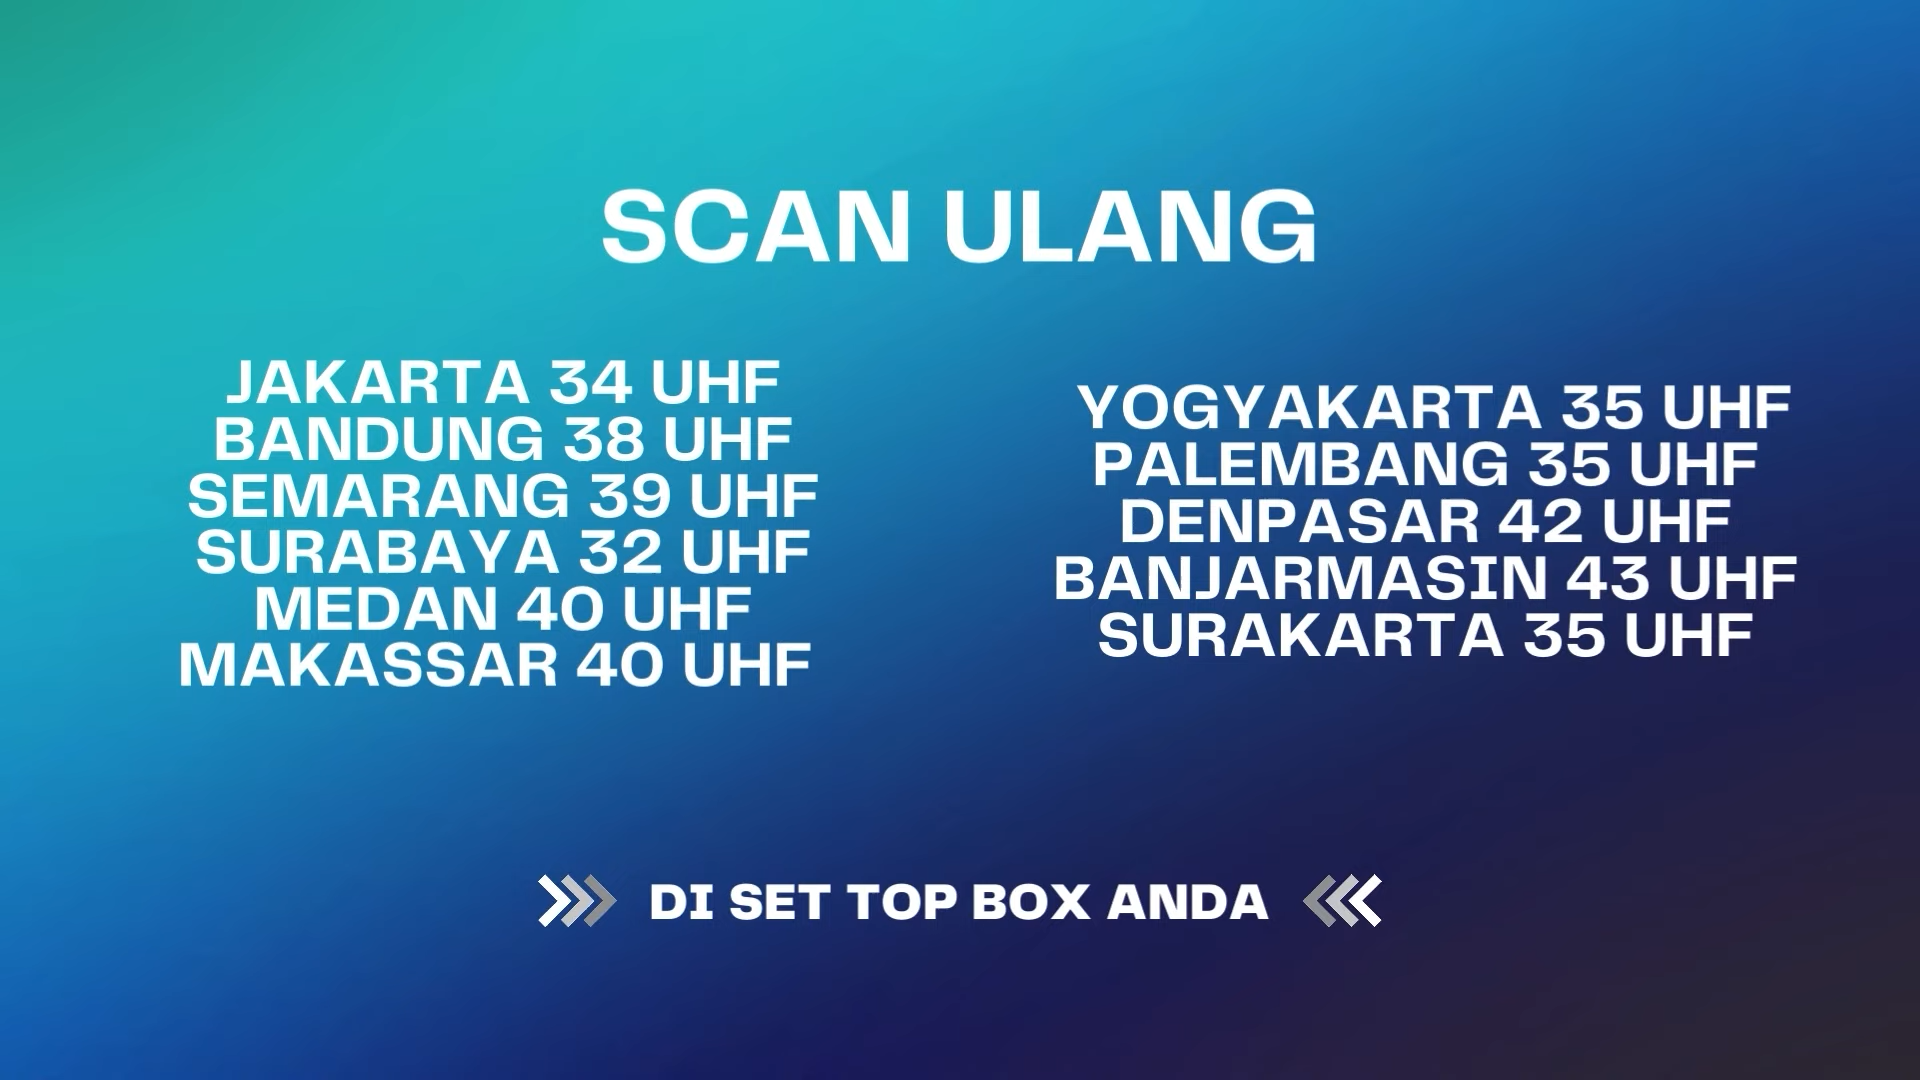 SCAN ULANG
JAKARTA 34 UHF
BANDUNG 38 UHF
SEMARANG 39 UHF
SURABAYA 32 UHF
MEDAN 40 UHF
MAKASSAR 40 UHF
YOGYAKARTA 35 UHF
PALEMBANG 35 UHF
DENPASAR 42 UHF
BANJARMASIN 43 UHF
SURAKARTA 35 UHF
DI SET TOP BOX ANDA